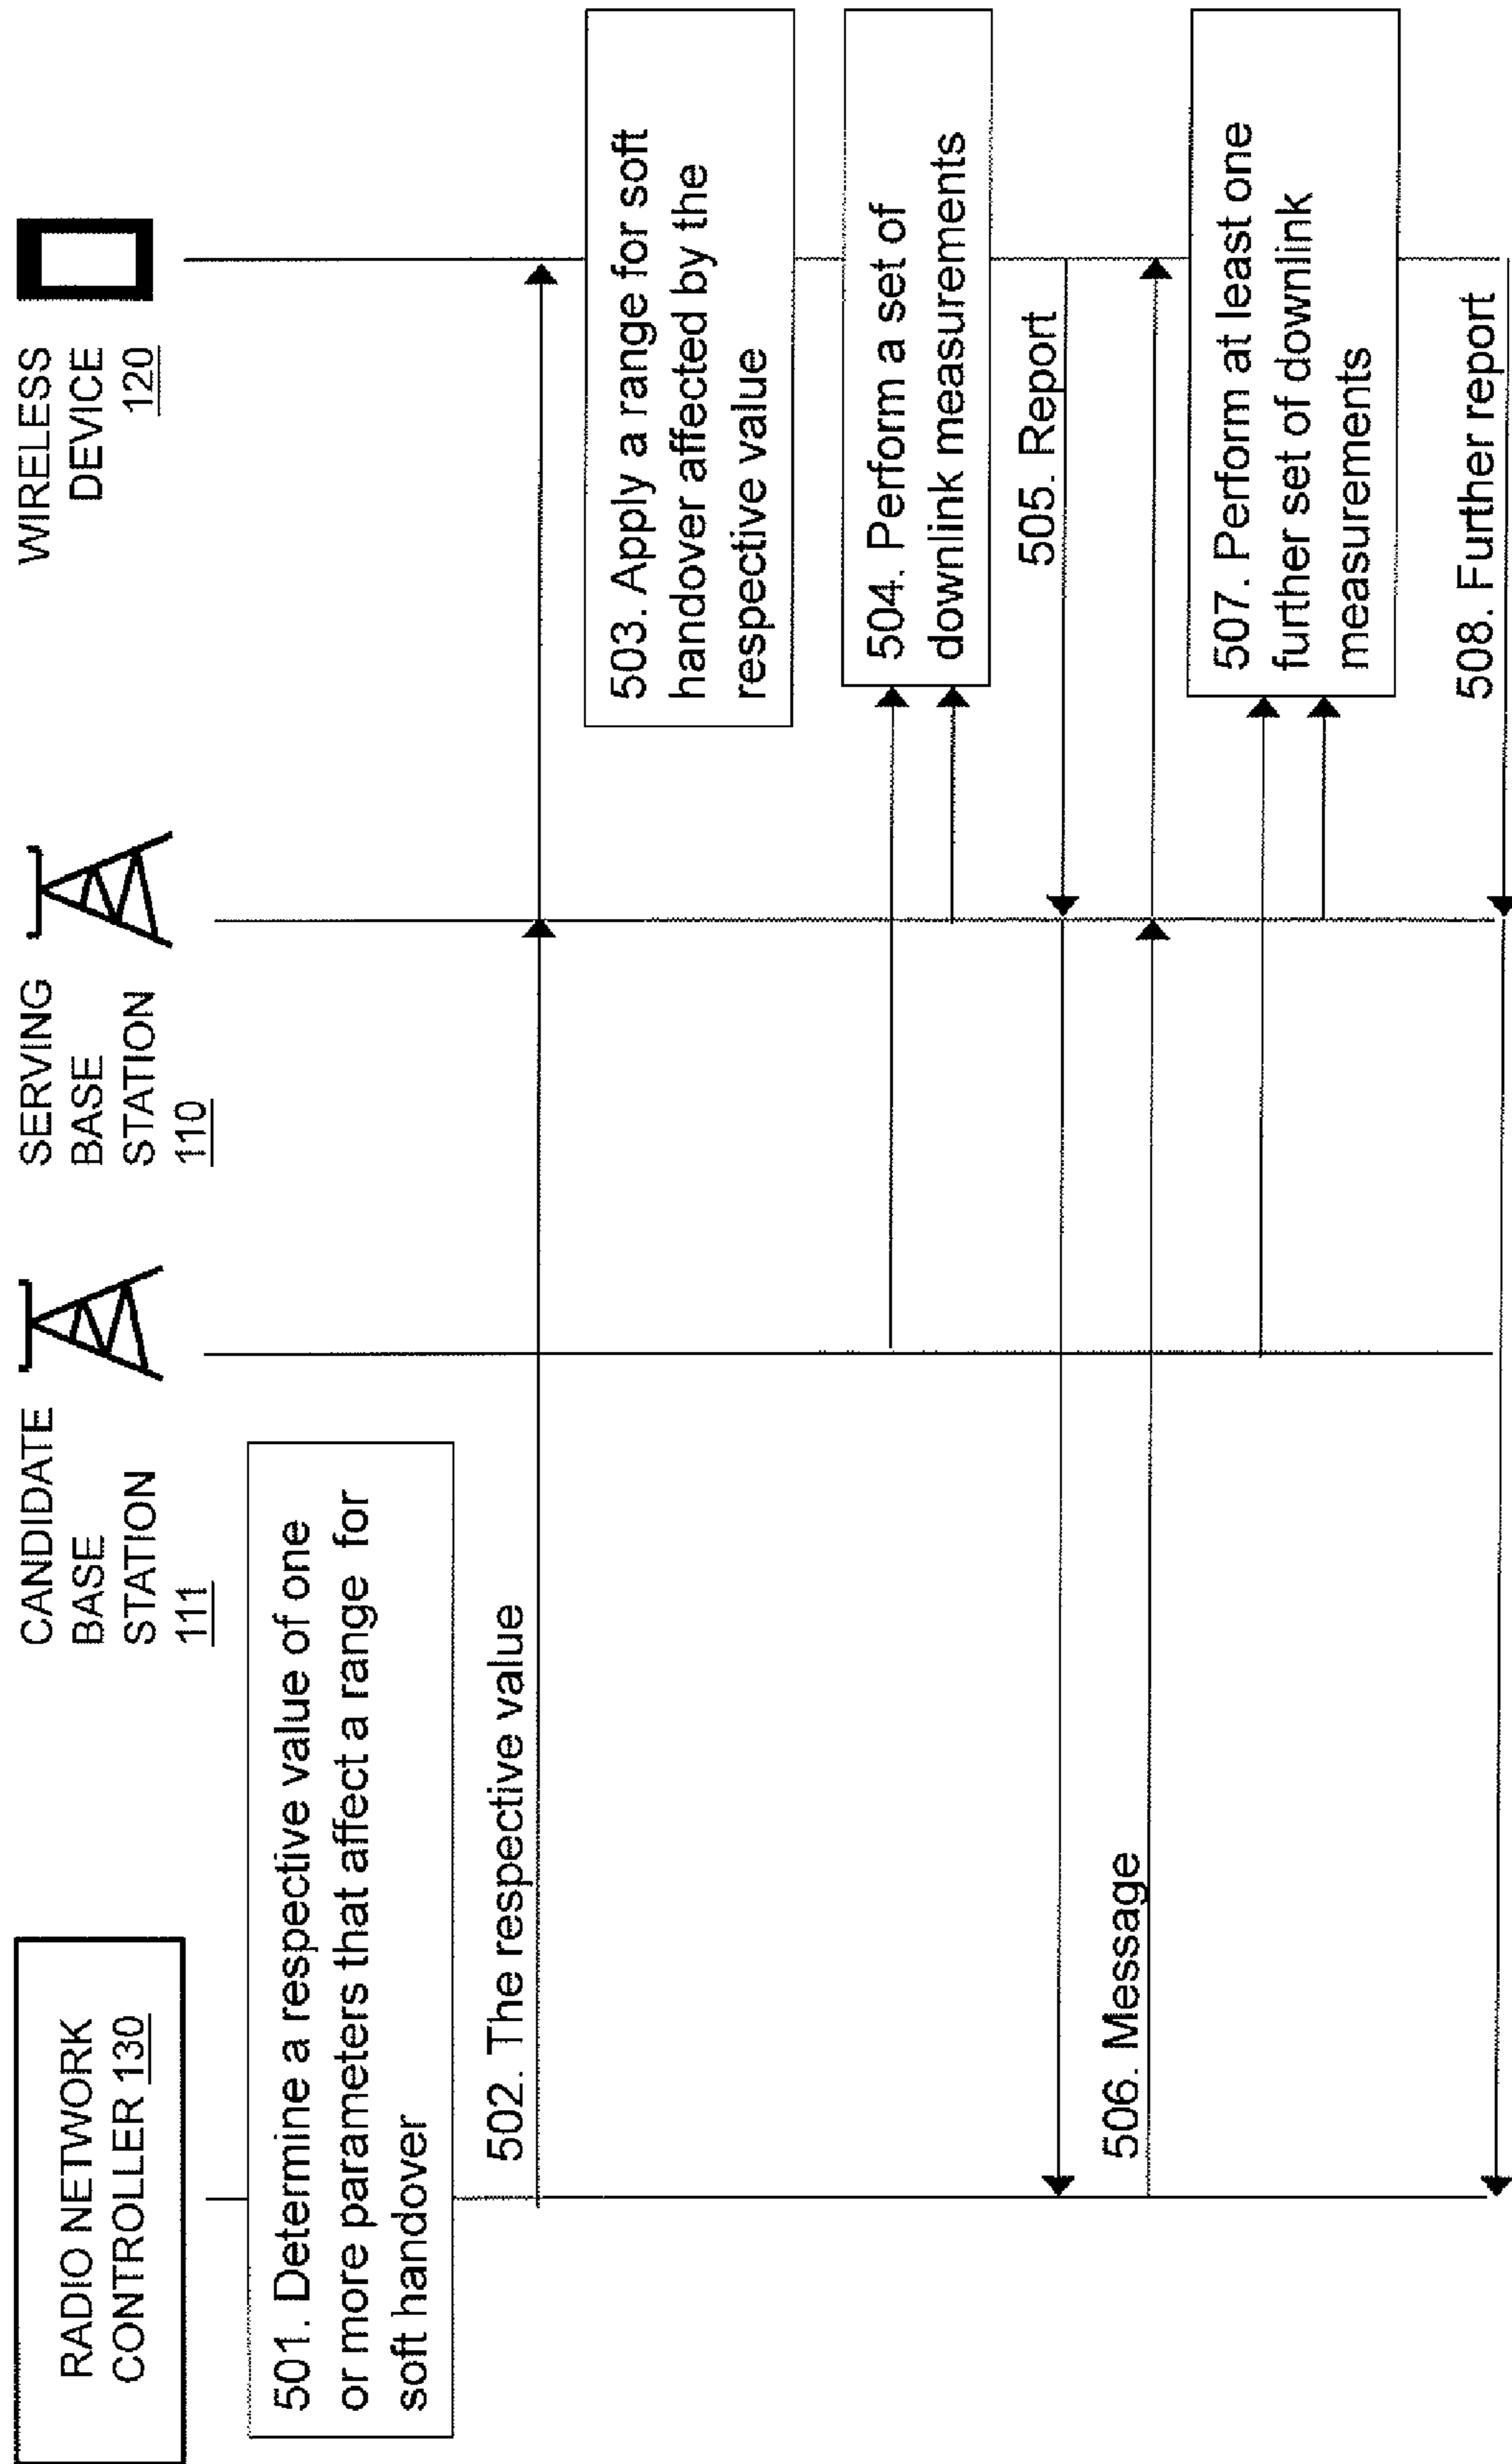 RADIO NETWORK
CONTROLLER 130
CANDIDATE
BASE
STATION
111
SERVING
BASE
STATION
110
WIRELESS
DEVICE
120
501. Determine a respective value of one
or more parameters that affect a range for
soft handover
502. The respective value
503. Apply a range for soft
handover affected by the
respective value
504. Perform a set of
downlink measurements
505. Report
506. Message
507. Perform at least one
further set of downlink
measurements
508. Further report